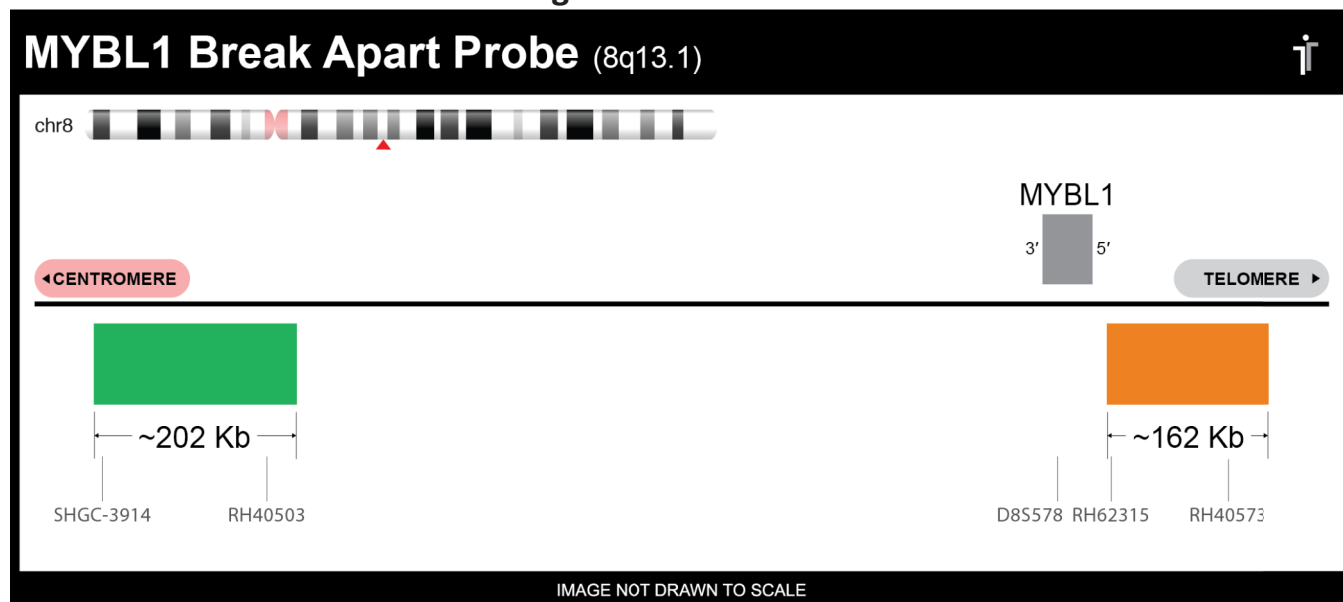 g
MYBL1 Break Apart Probe (8q13.1)
chr8
MYBL1
3′ 5′
◂CENTROMERE TELOMERE ▸
~202 Kb ~162 Kb
SHGC-3914 RH40503 D8S578 RH62315 RH40573
IMAGE NOT DRAWN TO SCALE